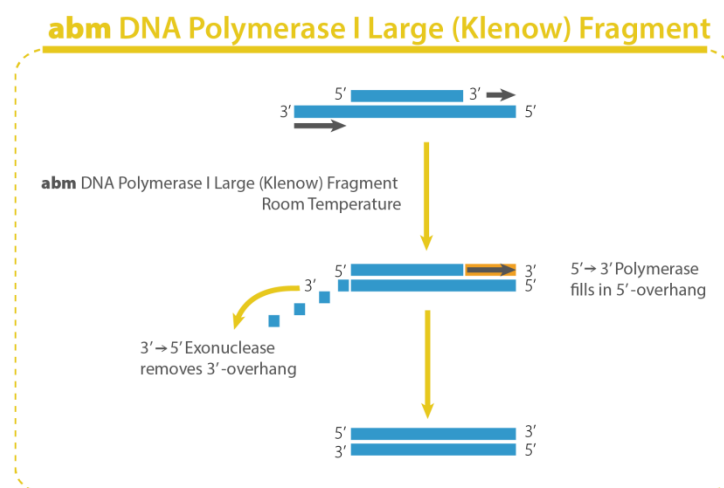 abm DNA Polymerase I Large (Klenow) Fragment
5’ 3’
3’ 5’
abm DNA Polymerase I Large (Klenow) Fragment
Room Temperature
5’ 3’
3’ 5’
5’→3’ Polymerase
fills in 5’-overhang
3’→5’ Exonuclease
removes 3’-overhang
5’ 3’
3’ 5’